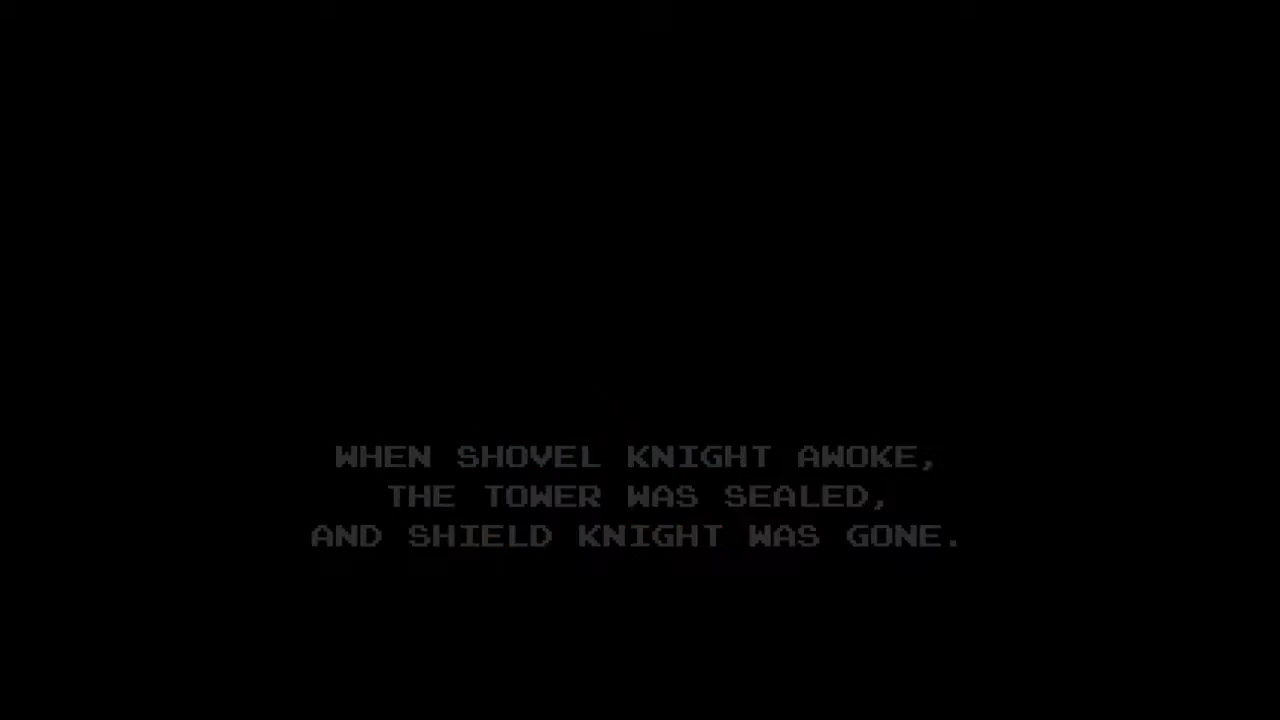 WHEN SHOVEL KNIGHT AWOKE,
THE TOWER WAS SEALED,
AND SHIELD KNIGHT WAS GONE.